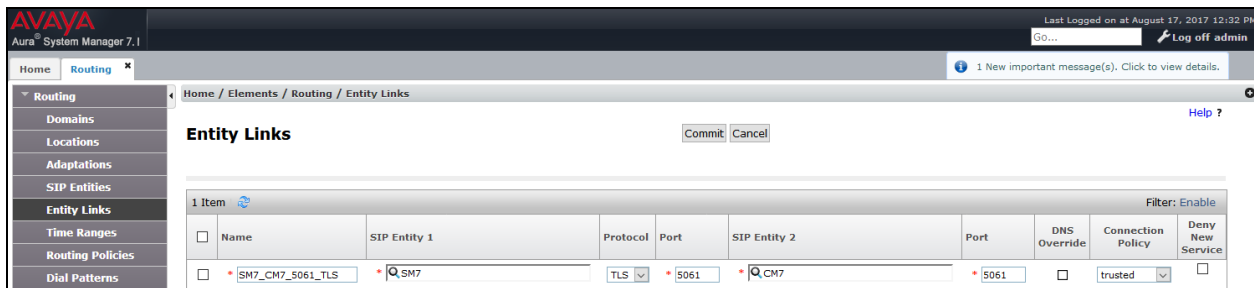 AVAYA
Aura® System Manager 7.1
Last Logged on at August 17, 2017 12:32 PM
Go...
Log off admin
Home
Routing ×
1 New important message(s). Click to view details.
Routing
Domains
Locations
Adaptations
SIP Entities
Entity Links
Time Ranges
Routing Policies
Dial Patterns
Home / Elements / Routing / Entity Links
Help ?
Entity Links
Commit Cancel
1 Item
Filter: Enable
Name SIP Entity 1 Protocol Port SIP Entity 2 Port DNS Override Connection Policy Deny New Service
* SM7_CM7_5061_TLS * SM7 TLS * 5061 * CM7 * 5061 trusted